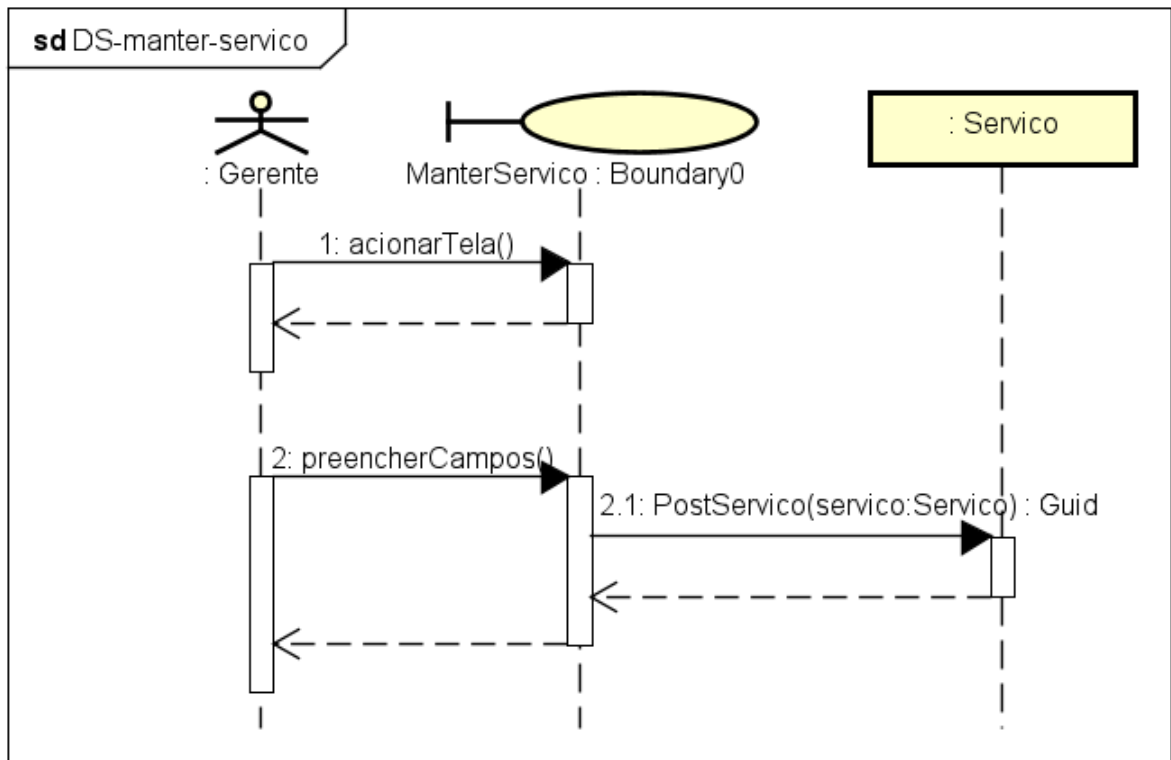 sd DS-manter-servico
: Gerente
ManterServico : Boundary0
: Servico
1: acionarTela()
2: preencherCampos()
2.1: PostServico(servico:Servico) : Guid